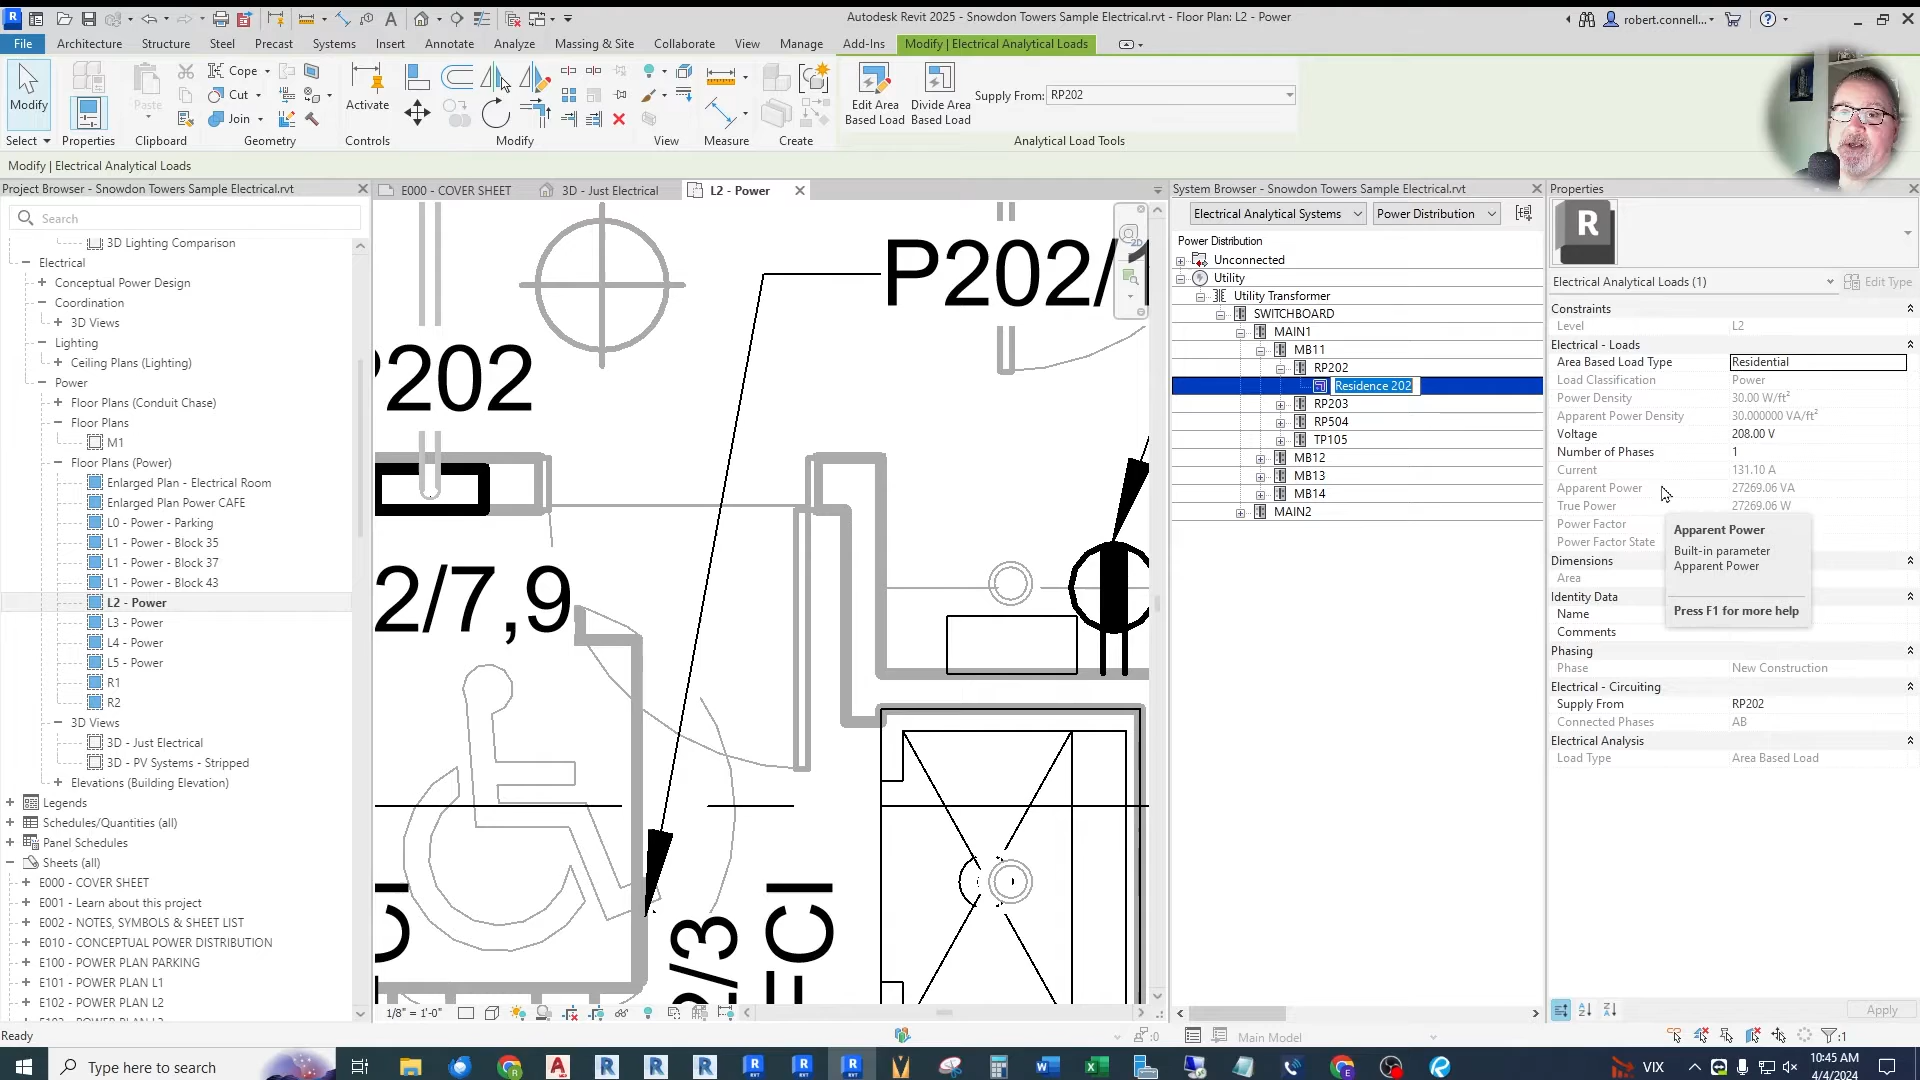 Autodesk Revit 2025 - Snowdon Towers Sample Electrical.rvt - Floor Plan: L2 - Power
robert.connell...
File
Architecture
Structure
Steel
Precast
Systems
Insert
Annotate
Analyze
Massing & Site
Collaborate
View
Manage
Add-Ins
Modify | Electrical Analytical Loads
Modify
Select
Properties
Paste
Clipboard
Cope
Cut
Join
Geometry
Activate
Controls
Modify
View
Measure
Create
Edit Area
Based Load
Divide Area
Based Load
Supply From:
RP202
Analytical Load Tools
Modify | Electrical Analytical Loads
Project Browser - Snowdon Towers Sample Electrical.rvt
Search
3D Lighting Comparison
Electrical
Conceptual Power Design
Coordination
3D Views
Lighting
Ceiling Plans (Lighting)
Power
Floor Plans (Conduit Chase)
Floor Plans
M1
Floor Plans (Power)
Enlarged Plan - Electrical Room
Enlarged Plan Power CAFE
L0 - Power - Parking
L1 - Power - Block 35
L1 - Power - Block 37
L1 - Power - Block 43
L2 - Power
L3 - Power
L4 - Power
L5 - Power
R1
R2
3D Views
3D - Just Electrical
3D - PV Systems - Stripped
Elevations (Building Elevation)
Legends
Schedules/Quantities (all)
Panel Schedules
Sheets (all)
E000 - COVER SHEET
E001 - Learn about this project
E002 - NOTES, SYMBOLS & SHEET LIST
E010 - CONCEPTUAL POWER DISTRIBUTION
E100 - POWER PLAN PARKING
E101 - POWER PLAN L1
E102 - POWER PLAN L2
E000 - COVER SHEET
3D - Just Electrical
L2 - Power
P202/1
P202
2/7,9
2/3
1/8" = 1'-0"
System Browser - Snowdon Towers Sample Electrical.rvt
Electrical Analytical Systems
Power Distribution
Power Distribution
Unconnected
Utility
Utility Transformer
SWITCHBOARD
MAIN1
MB11
RP202
Residence 202
RP203
RP504
TP105
MB12
MB13
MB14
MAIN2
Properties
R
Electrical Analytical Loads (1)
Edit Type
Constraints
Level L2
Electrical - Loads
Area Based Load Type Residential
Load Classification Power
Power Density 30.00 W/ft²
Apparent Power Density 30.000000 VA/ft²
Voltage 208.00 V
Number of Phases 1
Current 131.10 A
Apparent Power 27269.06 VA
True Power 27269.06 W
Power Factor
Power Factor State
Dimensions
Area
Identity Data
Name
Comments
Phasing
Phase New Construction
Electrical - Circuiting
Supply From RP202
Connected Phases AB
Electrical Analysis
Load Type Area Based Load
Apparent Power
Built-in parameter
Apparent Power
Press F1 for more help
Apply
Ready
:0
Main Model
:1
Type here to search
VIX
10:45 AM
4/4/2024